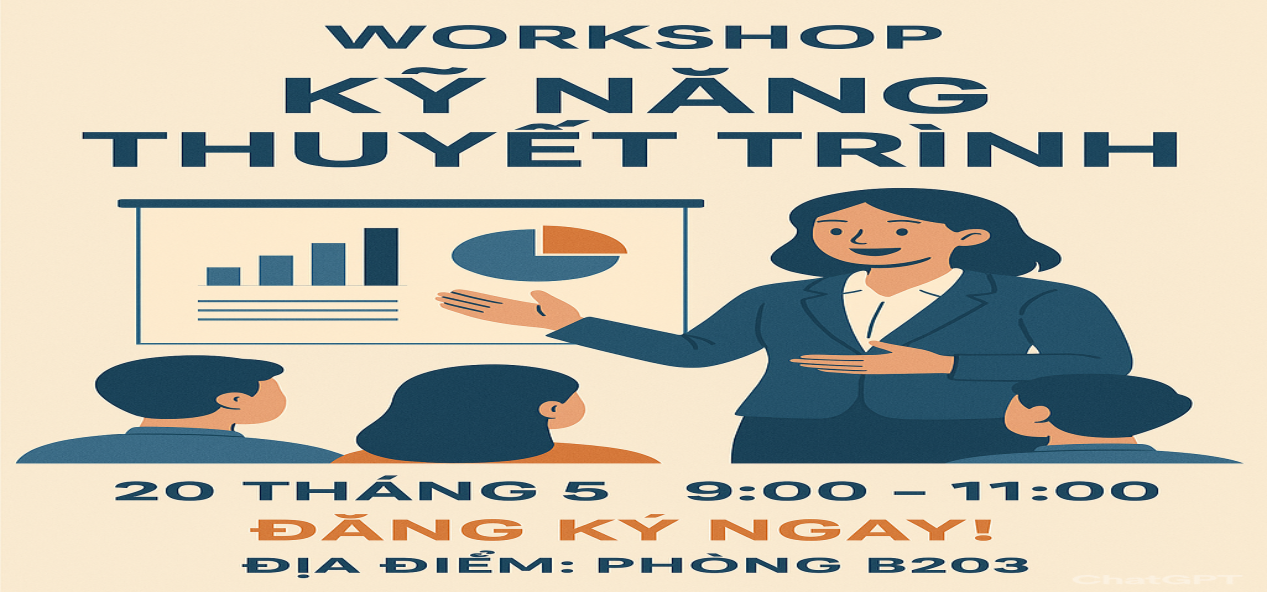 WORKSHOP
KỸ NĂNG
THUYẾT TRÌNH
20 THÁNG 5 9:00 – 11:00
ĐĂNG KÝ NGAY!
ĐỊA ĐIỂM: PHÒNG B203
ChatGPT